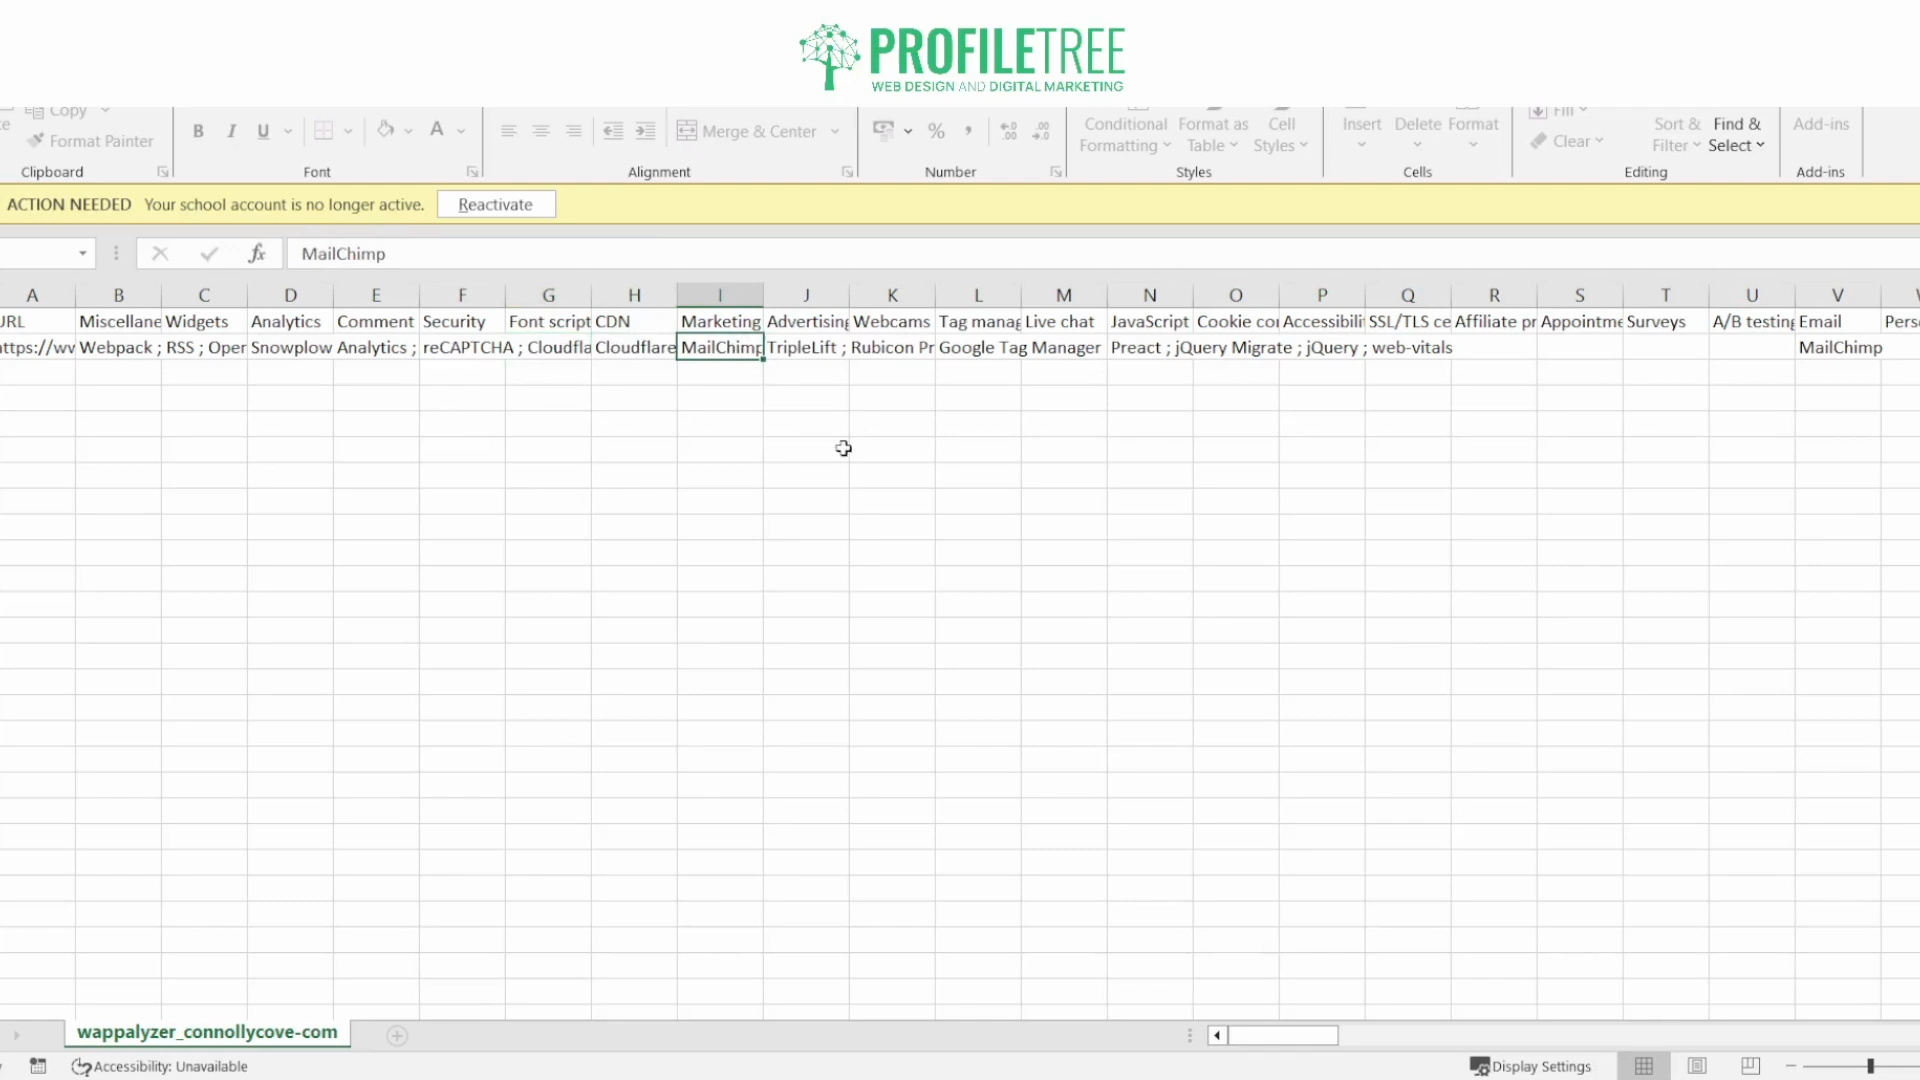 PROFILETREE
WEB DESIGN AND DIGITAL MARKETING
Copy
Format Painter
Clipboard
B I U A
Font
Merge & Center
Alignment
% ,
Number
Conditional Formatting
Format as Table
Cell Styles
Styles
Insert Delete Format
Cells
Fill
Clear
Sort & Filter
Find & Select
Editing
Add-ins
Add-ins
ACTION NEEDED Your school account is no longer active. Reactivate
fx MailChimp
A B C D E F G H I J K L M N O P Q R S T U V
URL Miscellane Widgets Analytics Comment Security Font script CDN Marketing Advertising Webcams Tag manag Live chat JavaScript Cookie co Accessibili SSL/TLS ce Affiliate pr Appointme Surveys A/B testing Email Pers
https://ww Webpack ; RSS ; Oper Snowplow Analytics ; reCAPTCHA ; Cloudfla Cloudflare MailChimp TripleLift ; Rubicon Pr Google Tag Manager Preact ; jQuery Migrate ; jQuery ; web-vitals MailChimp
wappalyzer_connollycove-com
Accessibility: Unavailable Display Settings